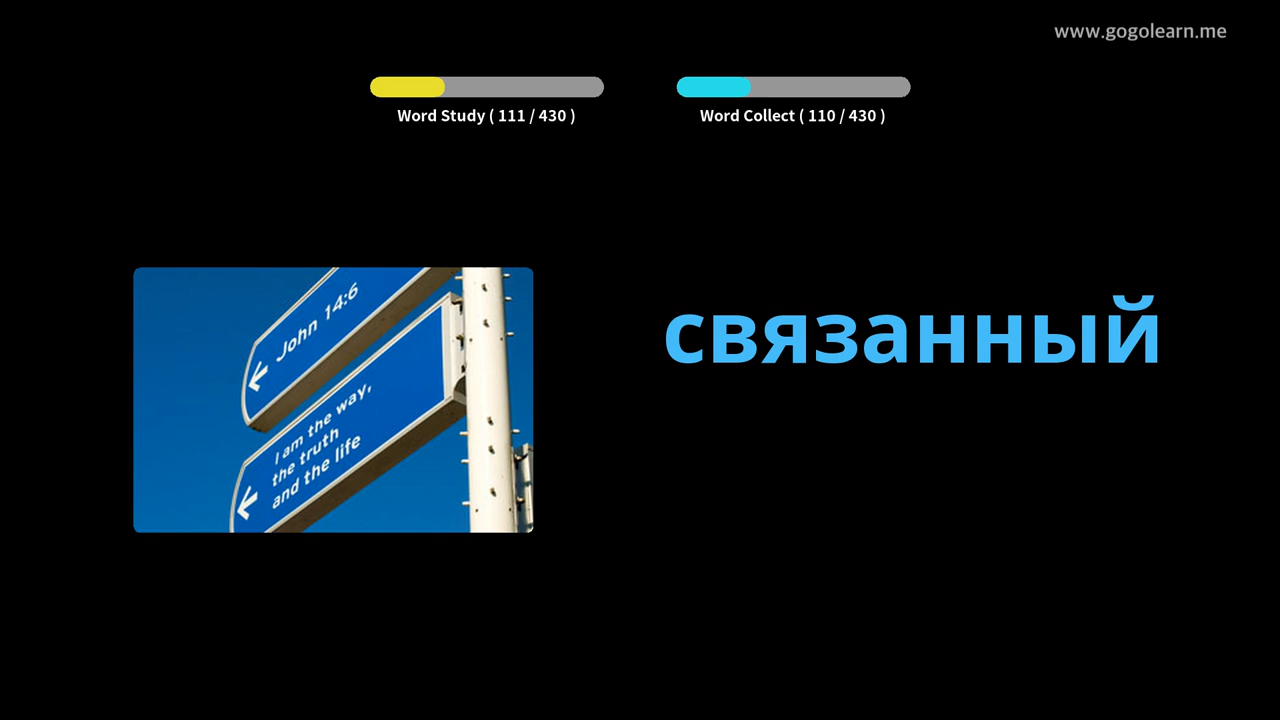 www.gogolearn.me
Word Study ( 111 / 430 )
Word Collect ( 110 / 430 )
John 14:6
I am the way,
the truth
and the life
связанный